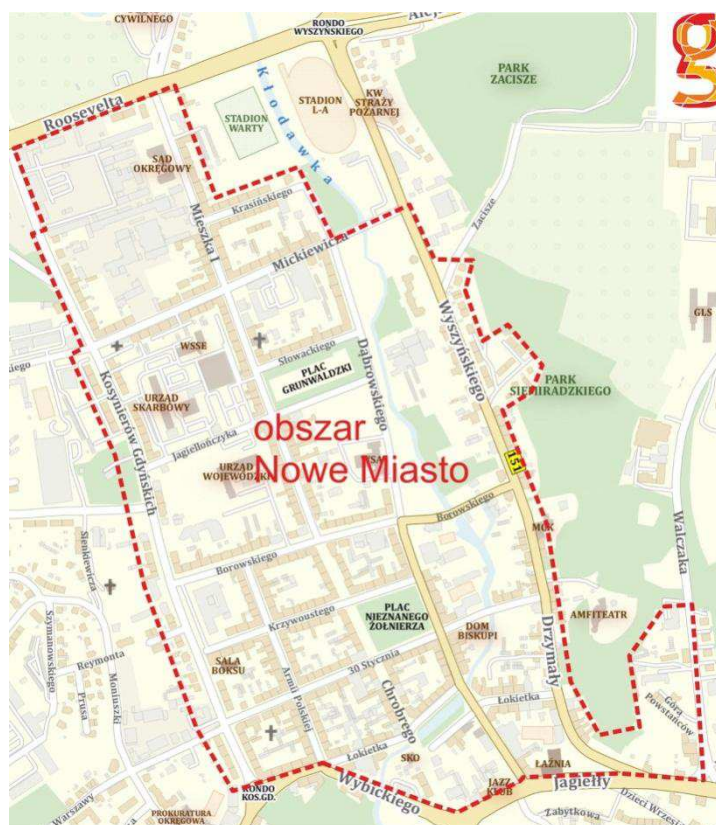 CYWILNEGO
RONDO
WYSZYŃSKIEGO
PARK
ZACISZE
Roosevelta
STADION
WARTY
Kłodawka
STADION
L-A
KW
STRAŻY
POŻARNEJ
SĄD
OKRĘGOWY
Mieszka I
Krasińskiego
Mickiewicza
Zacisze
GLS
WSSE
Słowackiego
PLAC
GRUNWALDZKI
Dąbrowskiego
Wyszyńskiego
PARK
SIEMIRADZKIEGO
Kosynierów Gdyńskich
URZĄD
SKARBOWY
Jagiellończyka
obszar
Nowe Miasto
URZĄD
WOJEWÓDZKI
151
Borowskiego
MCK
Walczaka
Sienkiewicza
Borowskiego
Krzywoustego
PLAC
NIEZNANEGO
ŻOŁNIERZA
DOM
BISKUPI
AMFITEATR
Drzymały
Szymanowskiego
Reymonta
Prusa
Moniuszki
SALA
BOKSU
Armii Polskiej
30 Stycznia
Chrobrego
Łokietka
Góra
Powstańców
Łokietka
SKO
ŁAŹNIA
JAZZ
KLUB
Wybickiego
Jagiełły
RONDO
KOS.GD.
Warszawy
PROKURATURA
OKRĘGOWA
Łabytkowa
Dzieci Wrzesi